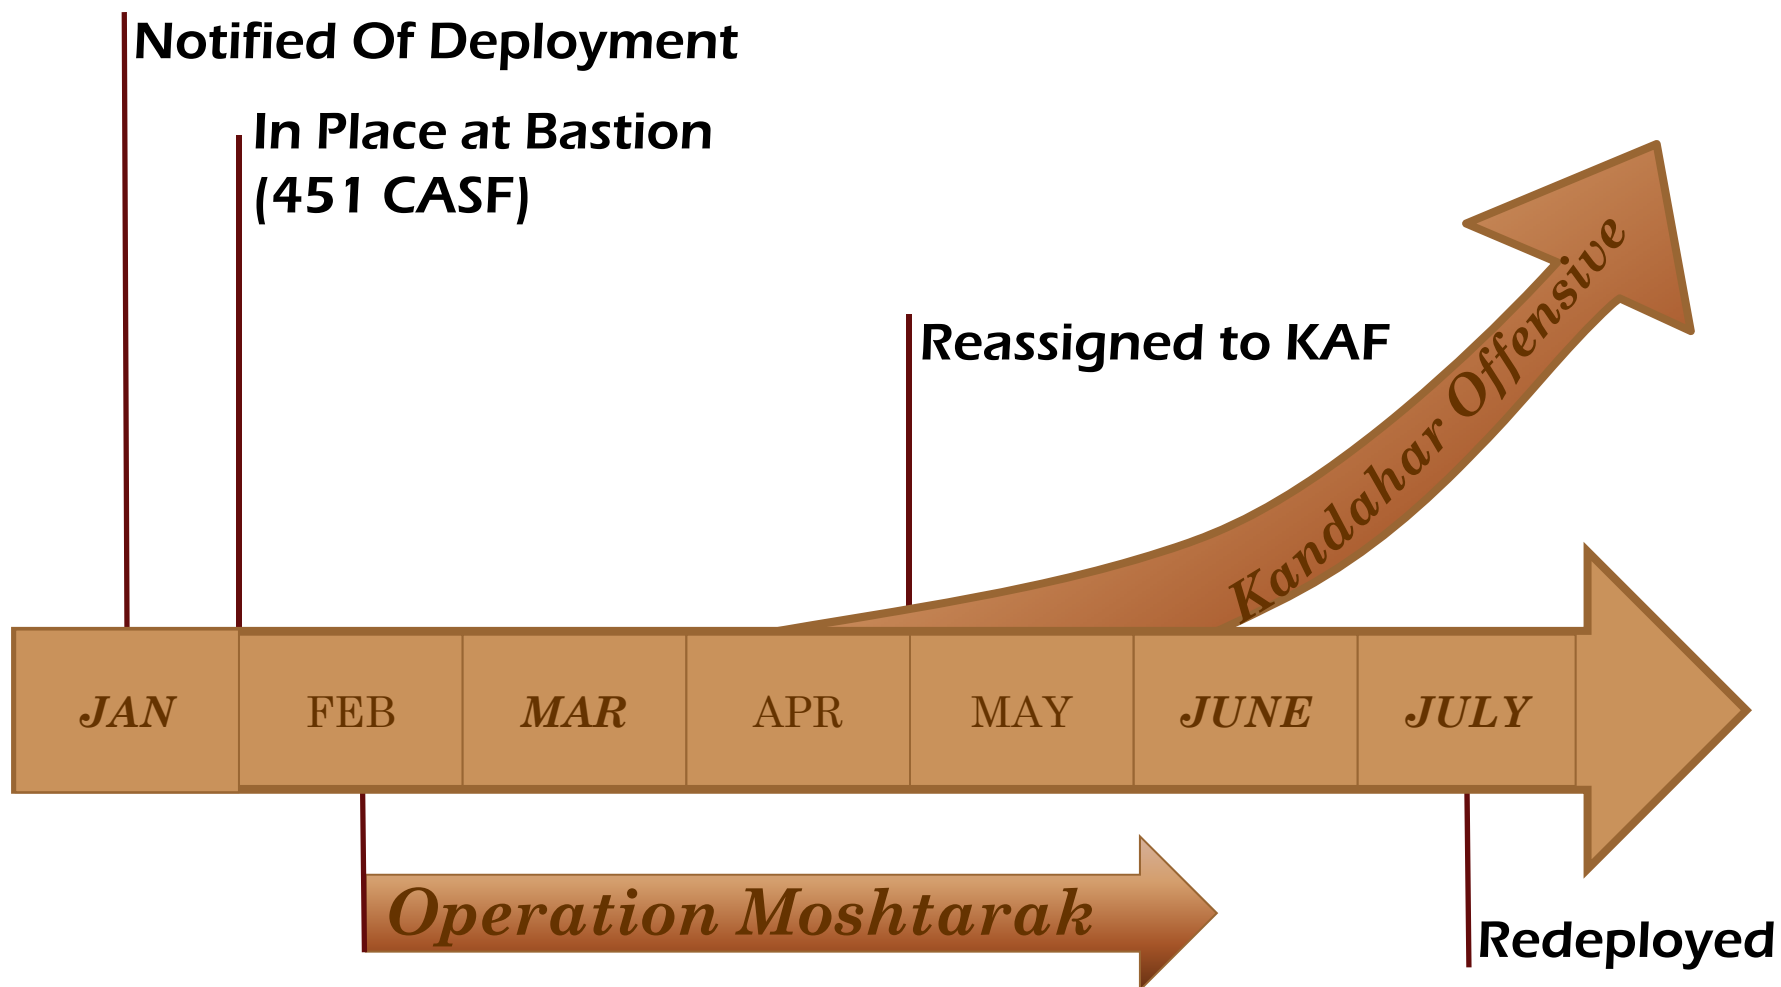 Notified Of Deployment
In Place at Bastion
(451 CASF)
Reassigned to KAF
Kandahar Offensive
JAN
FEB
MAR
APR
MAY
JUNE
JULY
Operation Moshtarak
Redeployed